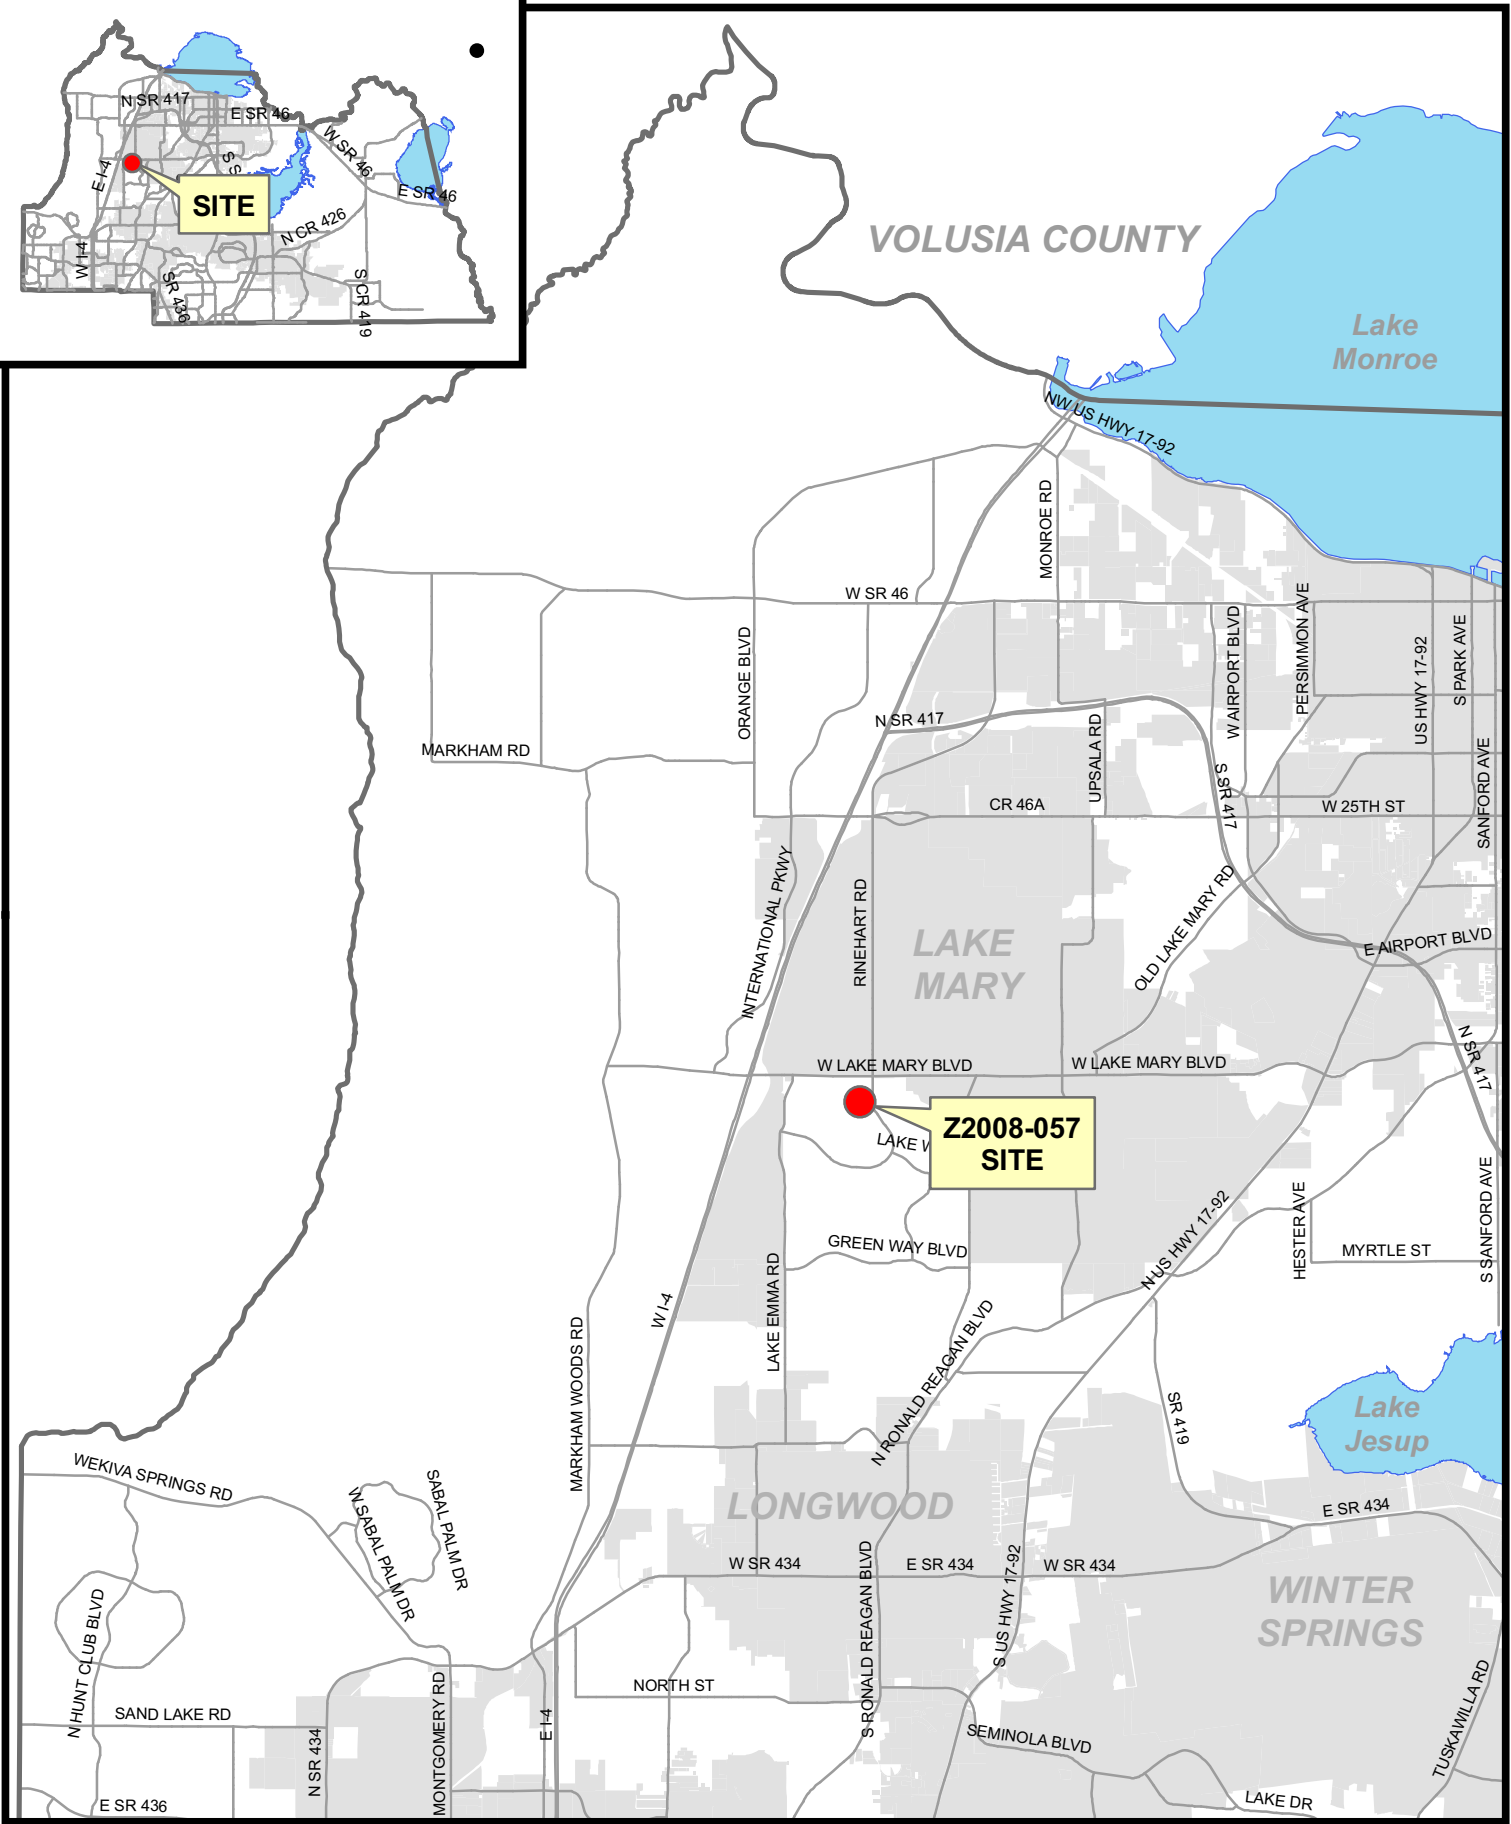 N SR 417
E SR 46
W SR 46
S S
E I-4
E SR 46
SITE
N CR 426
W I-4
SR 436
S CR 419
VOLUSIA COUNTY
Lake
Monroe
NW US HWY 17-92
MONROE RD
W SR 46
PERSIMMON AVE
W AIRPORT BLVD
S PARK AVE
US HWY 17-92
ORANGE BLVD
N SR 417
UPSALA RD
MARKHAM RD
S SR 417
SANFORD AVE
CR 46A
W 25TH ST
INTERNATIONAL PKWY
RINEHART RD
OLD LAKE MARY RD
LAKE
MARY
E AIRPORT BLVD
N SR 417
W LAKE MARY BLVD
W LAKE MARY BLVD
Z2008-057
SITE
LAKE W
S SANFORD AVE
HESTER AVE
N US HWY 17-92
GREEN WAY BLVD
MYRTLE ST
W I-4
LAKE EMMA RD
MARKHAM WOODS RD
N RONALD REAGAN BLVD
SR 419
Lake
Jesup
WEKIVA SPRINGS RD
W SABAL PALM DR
SABAL PALM DR
LONGWOOD
E SR 434
W SR 434
E SR 434
W SR 434
S US HWY 17-92
S RONALD REAGAN BLVD
WINTER
SPRINGS
N HUNT CLUB BLVD
NORTH ST
SAND LAKE RD
N SR 434
MONTGOMERY RD
E I-4
SEMINOLA BLVD
TUSKAWILLA RD
E SR 436
LAKE DR